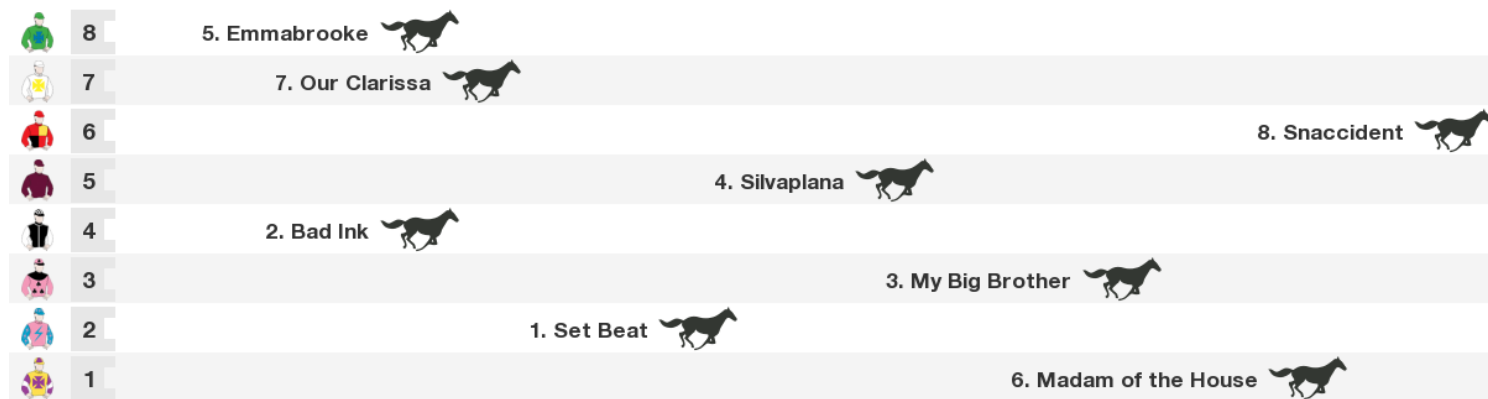 8 5. Emmabrooke
7 7. Our Clarissa
6 8. Snaccident
5 4. Silvaplana
4 2. Bad Ink
3 3. My Big Brother
2 1. Set Beat
1 6. Madam of the House